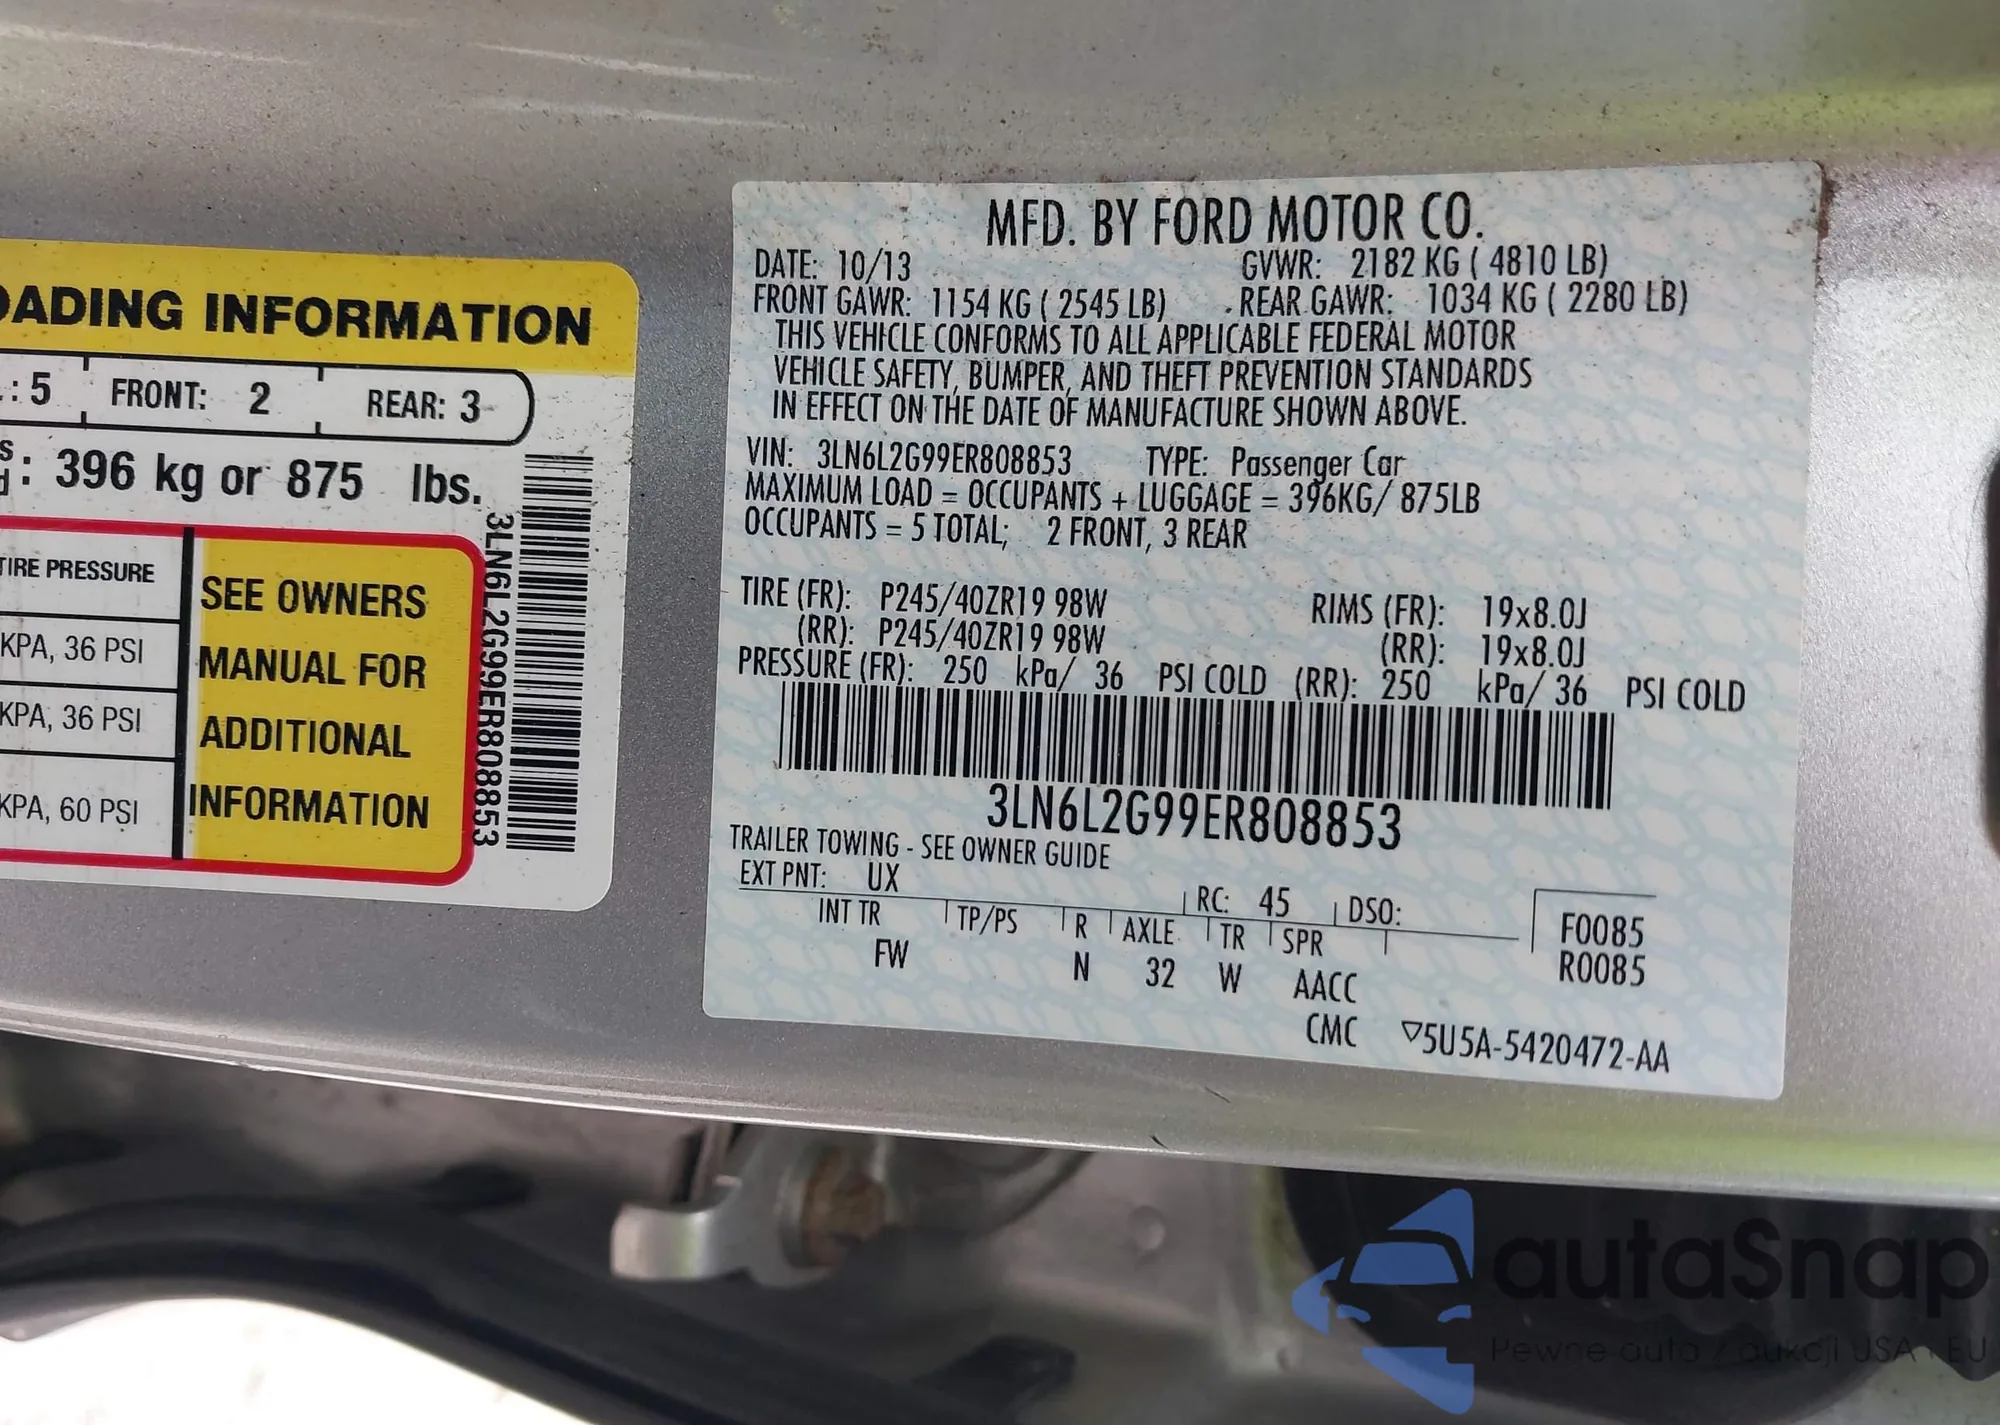 OADING INFORMATION
: 5 FRONT: 2 REAR: 3
: 396 kg or 875 lbs.
TIRE PRESSURE
KPA, 36 PSI
KPA, 36 PSI
KPA, 60 PSI
SEE OWNERS
MANUAL FOR
ADDITIONAL
INFORMATION
3LN6L2G99ER808853
MFD. BY FORD MOTOR CO.
DATE: 10/13 GVWR: 2182 KG ( 4810 LB)
FRONT GAWR: 1154 KG ( 2545 LB) REAR GAWR: 1034 KG ( 2280 LB)
THIS VEHICLE CONFORMS TO ALL APPLICABLE FEDERAL MOTOR
VEHICLE SAFETY, BUMPER, AND THEFT PREVENTION STANDARDS
IN EFFECT ON THE DATE OF MANUFACTURE SHOWN ABOVE.
VIN: 3LN6L2G99ER808853 TYPE: Passenger Car
MAXIMUM LOAD = OCCUPANTS + LUGGAGE = 396KG/ 875LB
OCCUPANTS = 5 TOTAL; 2 FRONT, 3 REAR
TIRE (FR): P245/40ZR19 98W RIMS (FR): 19x8.0J
(RR): P245/40ZR19 98W (RR): 19x8.0J
PRESSURE (FR): 250 kPa/ 36 PSI COLD (RR): 250 kPa/ 36 PSI COLD
3LN6L2G99ER808853
TRAILER TOWING - SEE OWNER GUIDE
EXT PNT: UX RC: 45 DSO:
INT TR TP/PS R AXLE TR SPR
FW N 32 W AACC
CMC
F0085
R0085
▽5U5A-5420472-AA
autoSnap
Pewne auta z aukcji USA i EU